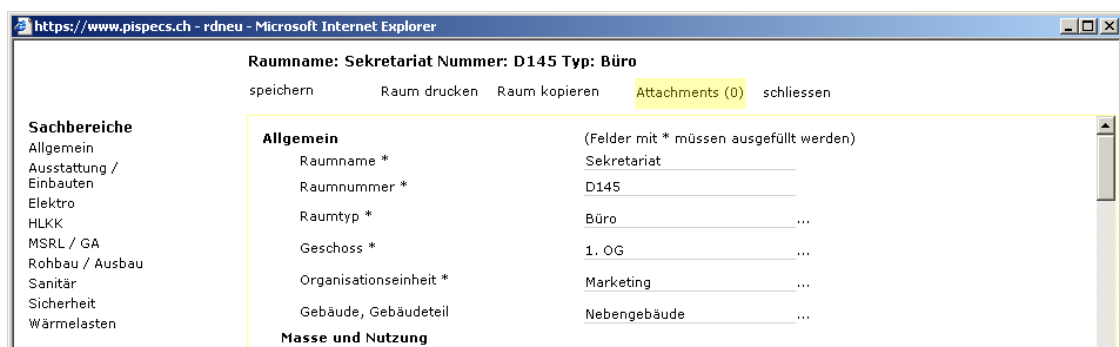 https://www.pispecs.ch - rdneu - Microsoft Internet Explorer
Raumname: Sekretariat Nummer: D145 Typ: Büro
speichern Raum drucken Raum kopieren Attachments (0) schliessen
Sachbereiche
Allgemein
Ausstattung /
Einbauten
Elektro
HLKK
MSRL / GA
Rohbau / Ausbau
Sanitär
Sicherheit
Wärmelasten
Allgemein (Felder mit * müssen ausgefüllt werden)
Raumname * Sekretariat
Raumnummer * D145
Raumtyp * Büro ...
Geschoss * 1. OG ...
Organisationseinheit * Marketing ...
Gebäude, Gebäudeteil Nebengebäude ...
Masse und Nutzung